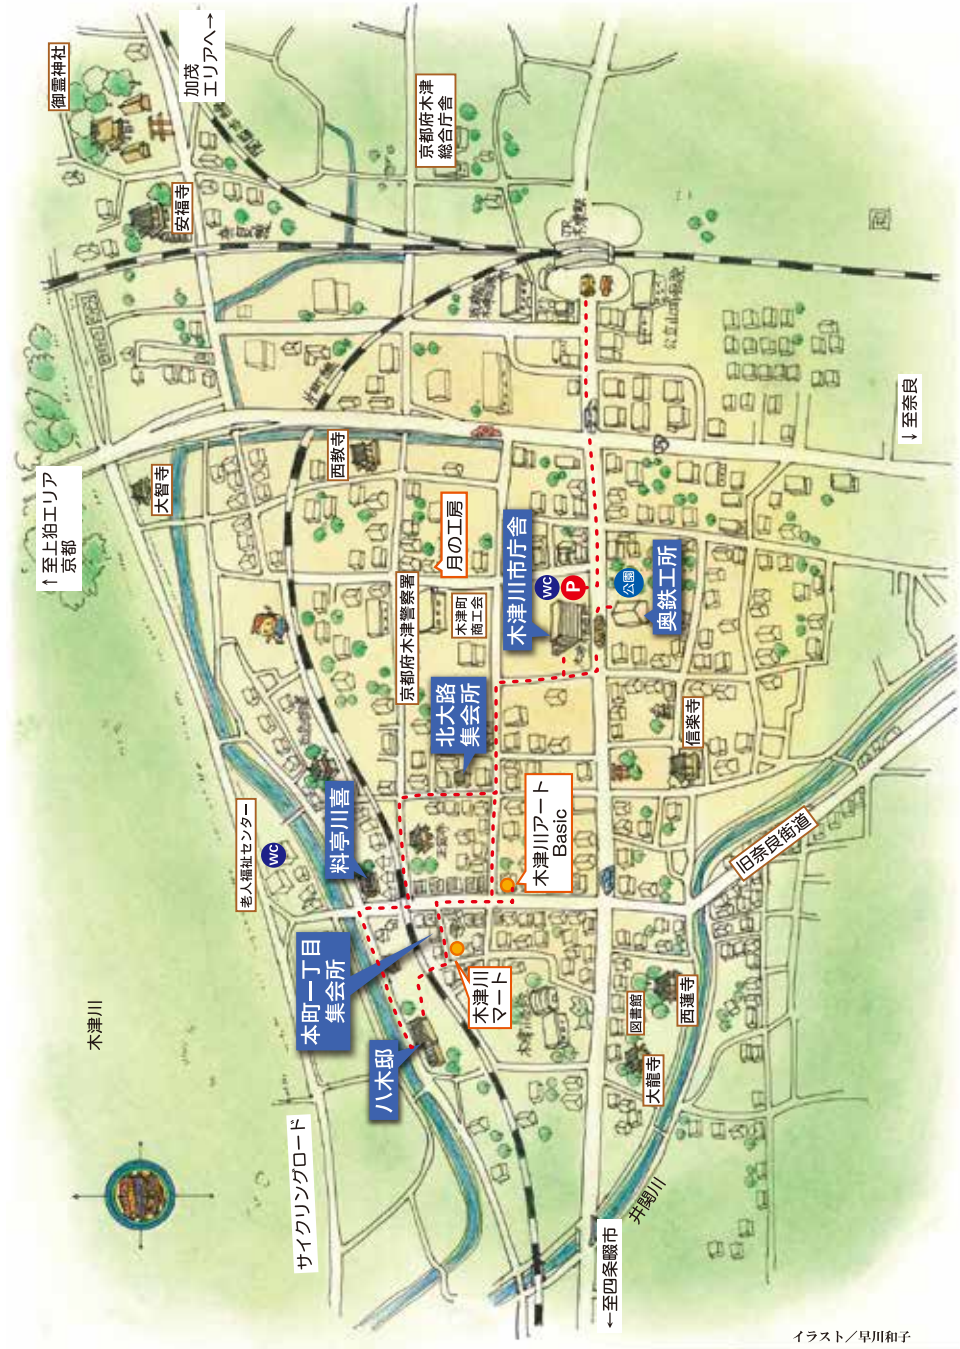 御霊神社
加茂
エリアへ→
安福寺
京都府木津
総合庁舎
↑至上狛エリア
京都
大智寺
西教寺
↓至奈良
月の工房
京都府木津警察署
木津町
商工会
木津川市庁舎
WC
P
公園
奥鉄工所
北大路
集会所
信楽寺
料亭川喜
老人福祉センター
WC
木津川アート
Basic
旧奈良街道
本町一丁目
集会所
木津川
マート
八木邸
図書館
西蓮寺
大龍寺
木津川
サイクリングロード
井関川
←至四条畷市
JR
片町線
奈良線
イラスト／早川和子